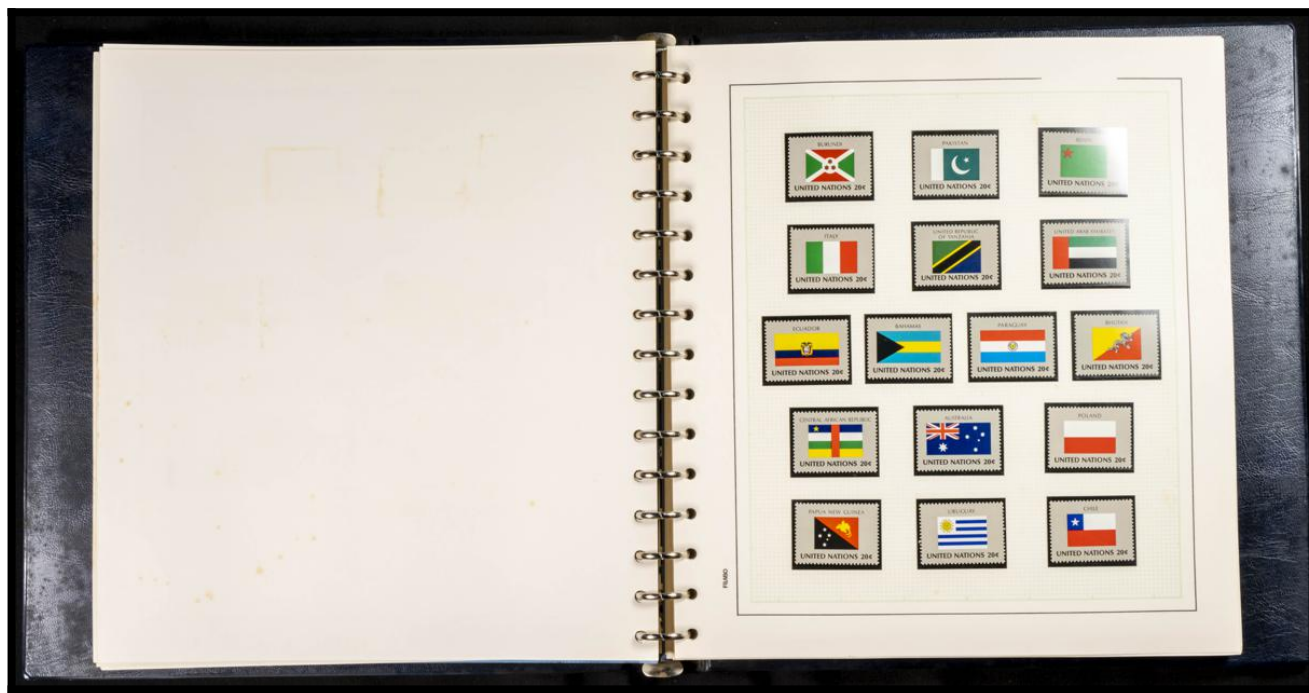 BURUNDI
UNITED NATIONS 20¢
PAKISTAN
UNITED NATIONS 20¢
BENIN
UNITED NATIONS 20¢
ITALY
UNITED NATIONS 20¢
UNITED REPUBLIC
OF TANZANIA
UNITED NATIONS 20¢
UNITED ARAB EMIRATES
UNITED NATIONS 20¢
ECUADOR
UNITED NATIONS 20¢
BAHAMAS
UNITED NATIONS 20¢
PARAGUAY
UNITED NATIONS 20¢
BHUTAN
UNITED NATIONS 20¢
CENTRAL AFRICAN REPUBLIC
UNITED NATIONS 20¢
AUSTRALIA
UNITED NATIONS 20¢
POLAND
UNITED NATIONS 20¢
PAPUA NEW GUINEA
UNITED NATIONS 20¢
URUGUAY
UNITED NATIONS 20¢
CHILE
UNITED NATIONS 20¢